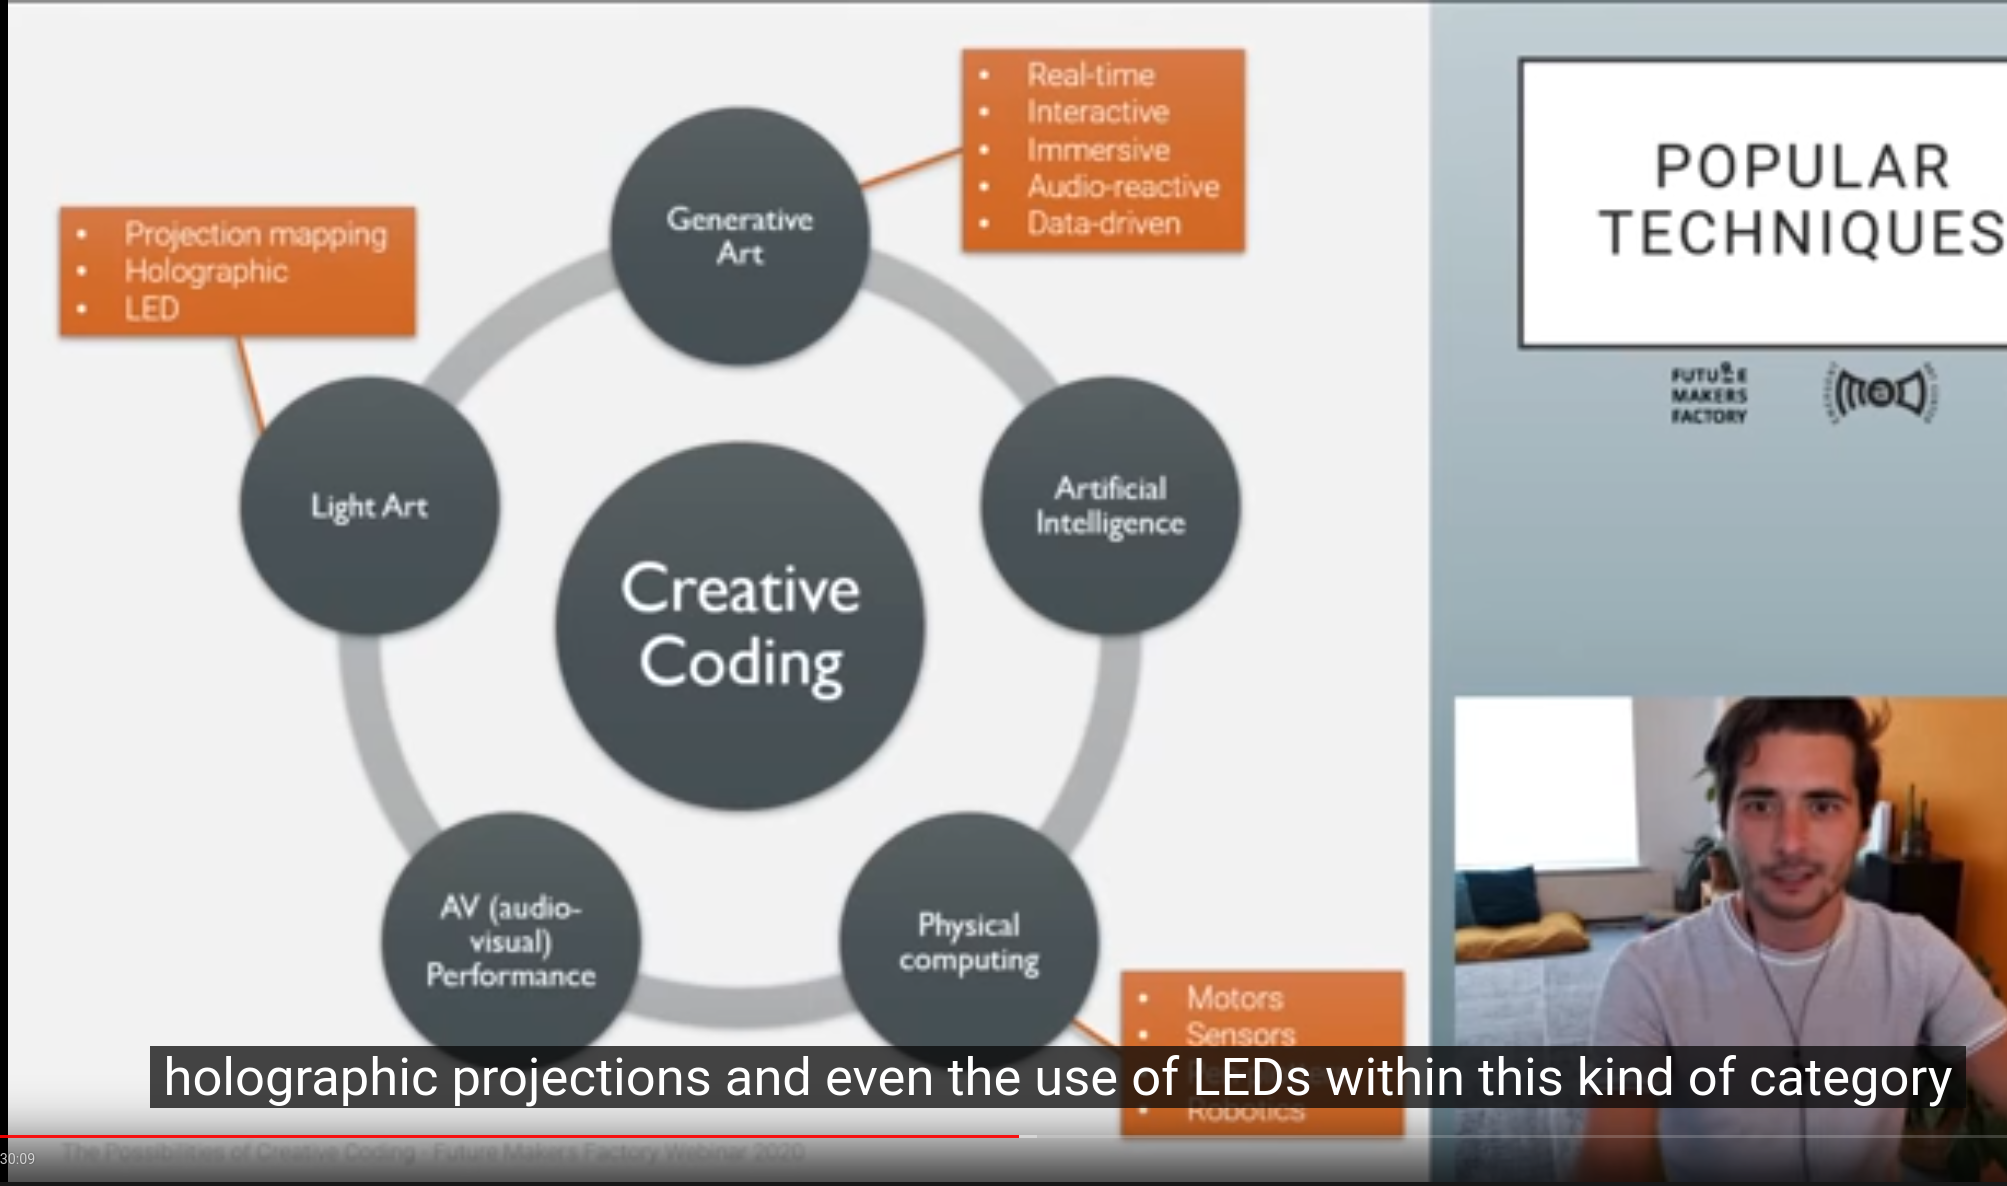 • Real-time
• Interactive
• Immersive
• Audio-reactive
• Data-driven
• Projection mapping
• Holographic
• LED
Generative
Art
Light Art
Artificial
Intelligence
Creative
Coding
AV (audio-
visual)
Performance
Physical
computing
• Motors
• Sensors
• Robotics
POPULAR
TECHNIQUES
FUTURE
MAKERS
FACTORY
holographic projections and even the use of LEDs within this kind of category
30:09
The Possibilities of Creative Coding - Future Makers Factory Webinar 2020